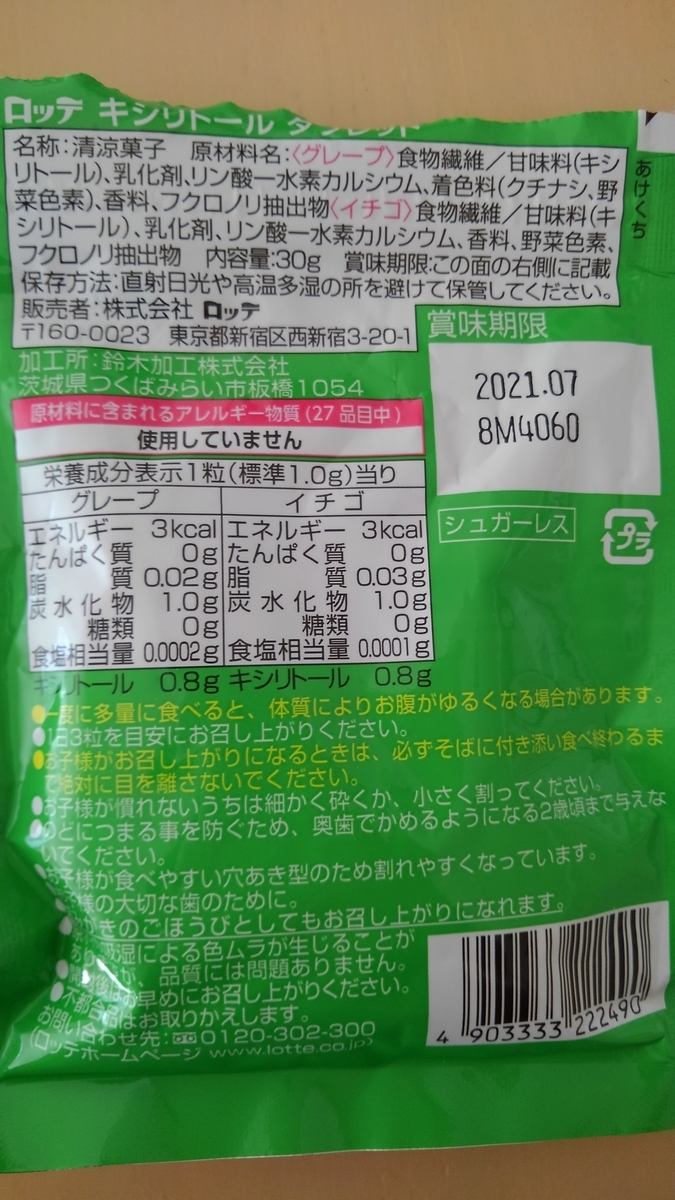 ロッテ キシリトール タブレット
名称：清涼菓子 原材料名：〈グレープ〉食物繊維／甘味料(キシ
リトール)、乳化剤、リン酸一水素カルシウム、着色料(クチナシ、野
菜色素)、香料、フクロノリ抽出物〈イチゴ〉食物繊維／甘味料(キ
シリトール)、乳化剤、リン酸一水素カルシウム、香料、野菜色素、
フクロノリ抽出物 内容量：30g 賞味期限：この面の右側に記載
保存方法：直射日光や高温多湿の所を避けて保管してください。
販売者：株式会社 ロッテ
〒160-0023 東京都新宿区西新宿3-20-1
あけくち
加工所：鈴木加工株式会社
茨城県つくばみらい市板橋1054
賞味期限
2021.07
8M4060
原材料に含まれるアレルギー物質(27品目中)
使用していません
栄養成分表示1粒(標準1.0g)当り
グレープ イチゴ
エネルギー 3kcal エネルギー 3kcal
たんぱく質 0g たんぱく質 0g
脂質 0.02g 脂質 0.03g
炭水化物 1.0g 炭水化物 1.0g
糖類 0g 糖類 0g
食塩相当量 0.0002g 食塩相当量 0.0001g
キシリトール 0.8g キシリトール 0.8g
シュガーレス
プラ
●一度に多量に食べると、体質によりお腹がゆるくなる場合があります。
●1日3粒を目安にお召し上がりください。
●お子様がお召し上がりになるときは、必ずそばに付き添い食べ終わるま
で絶対に目を離さないでください。
●お子様が慣れないうちは細かく砕くか、小さく割ってください。
●のどにつまる事を防ぐため、奥歯でかめるようになる2歳頃まで与えな
いでください。
●お子様が食べやすい穴あき型のため割れやすくなっています。
様の大切な歯のために。
きのごほうびとしてもお召し上がりになれます。
湿による色ムラが生じることが
あり が、品質には問題ありません。
●開封後はお早めにお召し上がりください。
●不都合品はお取りかえします。
お問い合わせ先：0120-302-300
(ロッテホームページ www.lotte.co.jp)
4 903333 222490